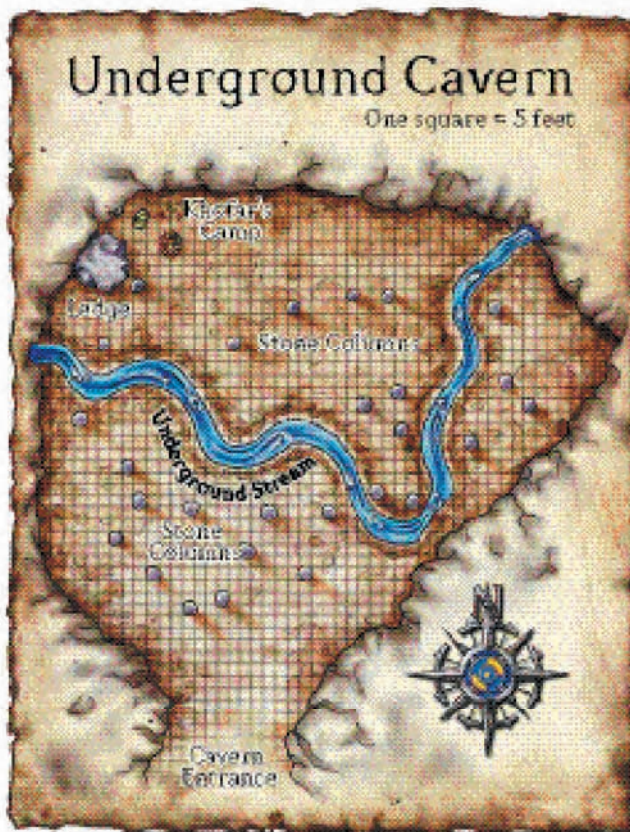 Underground Cavern
One square = 5 feet
Camp
Ledge
Stone Columns
Underground Stream
Stone
Columns
N
Cavern
Entrance